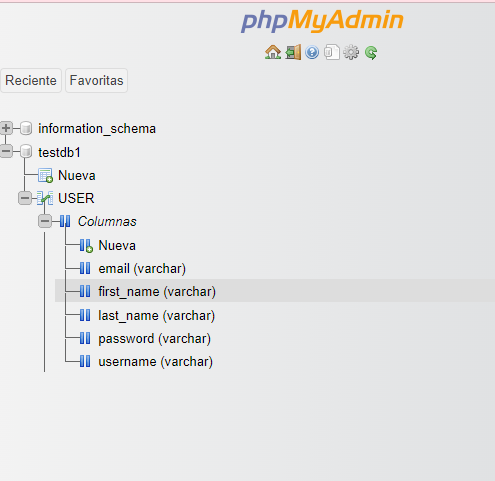 phpMyAdmin
Reciente Favoritas
information_schema
testdb1
Nueva
USER
Columnas
Nueva
email (varchar)
first_name (varchar)
last_name (varchar)
password (varchar)
username (varchar)